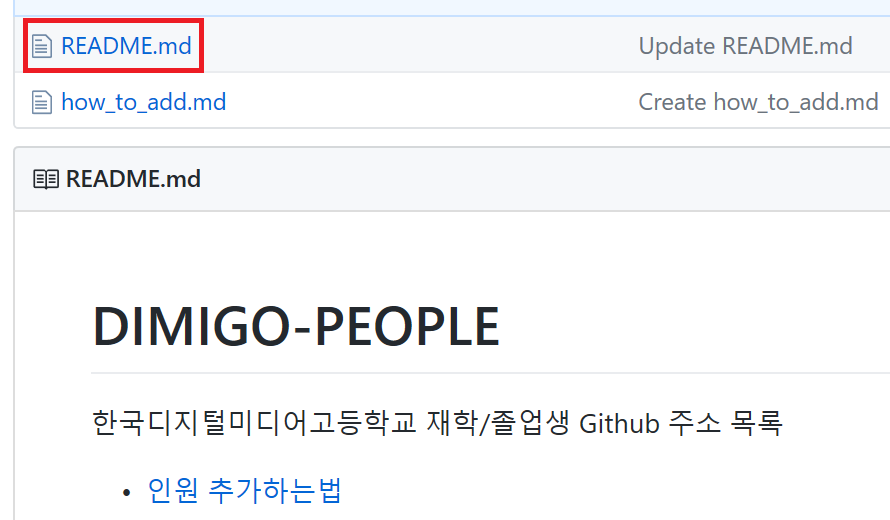 README.md Update README.md
how_to_add.md Create how_to_add.md
README.md
DIMIGO-PEOPLE
한국디지털미디어고등학교 재학/졸업생 Github 주소 목록
• 인원 추가하는법